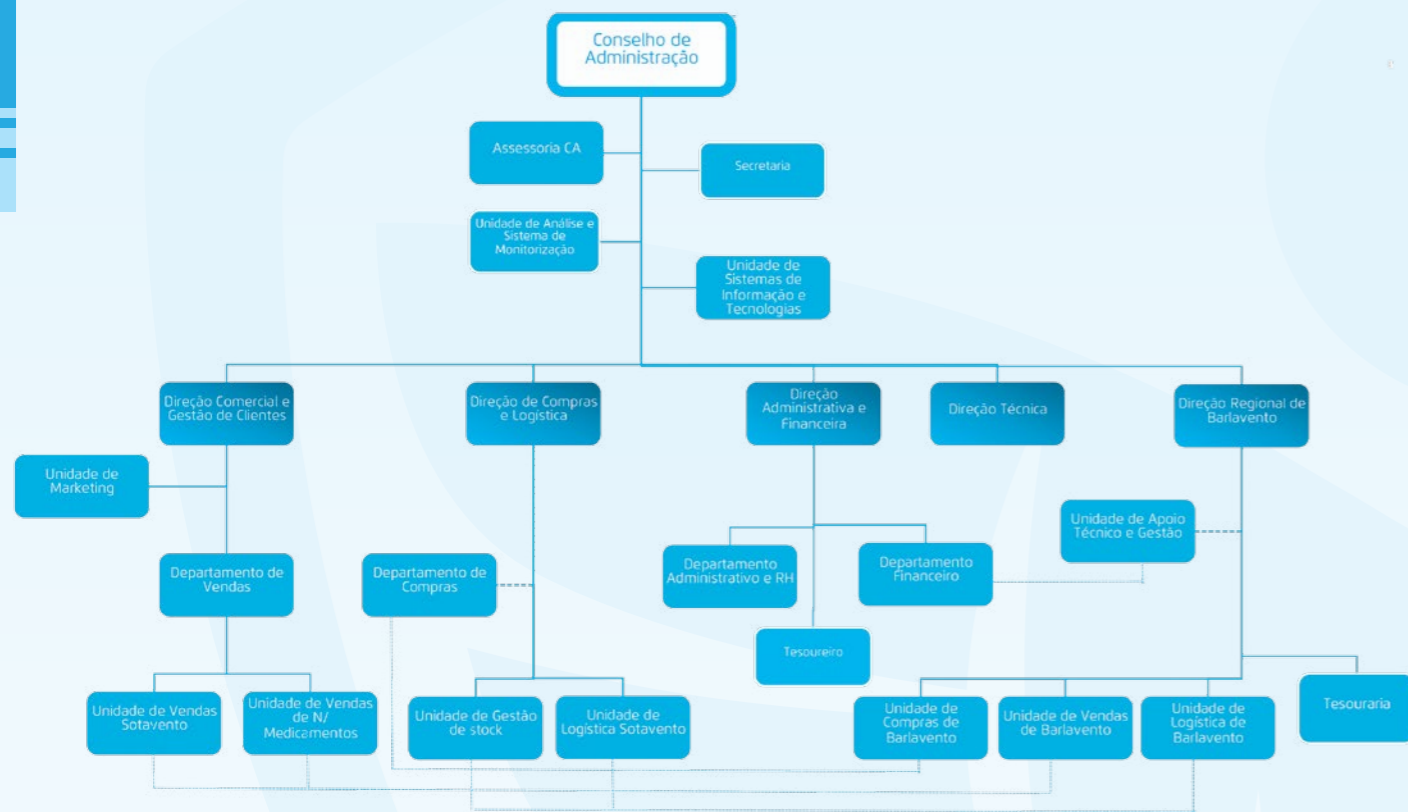 Conselho de
Administração
e
Assessoria CA
Secretaria
Unidade de Análise e
Sistema de
Monitorização
Unidade de
Sistemas de
Informação e
Tecnologias
Direção Comercial e
Gestão de Clientes
Direção de Compras
e Logística
Direção
Administrativa e
Financeira
Direção Técnica
Direção Regional de
Barlavento
Unidade de
Marketing
Unidade de Apoio
Técnico e Gestão
Departamento de
Vendas
Departamento de
Compras
Departamento
Administrativo e RH
Departamento
Financeiro
Tesoureiro
Unidade de Vendas
Sotavento
Unidade de Vendas
de N/
Medicamentos
Unidade de Gestão
de stock
Unidade de
Logística Sotavento
Unidade de
Compras de
Barlavento
Unidade de Vendas
de Barlavento
Unidade de
Logística de
Barlavento
Tesouraria